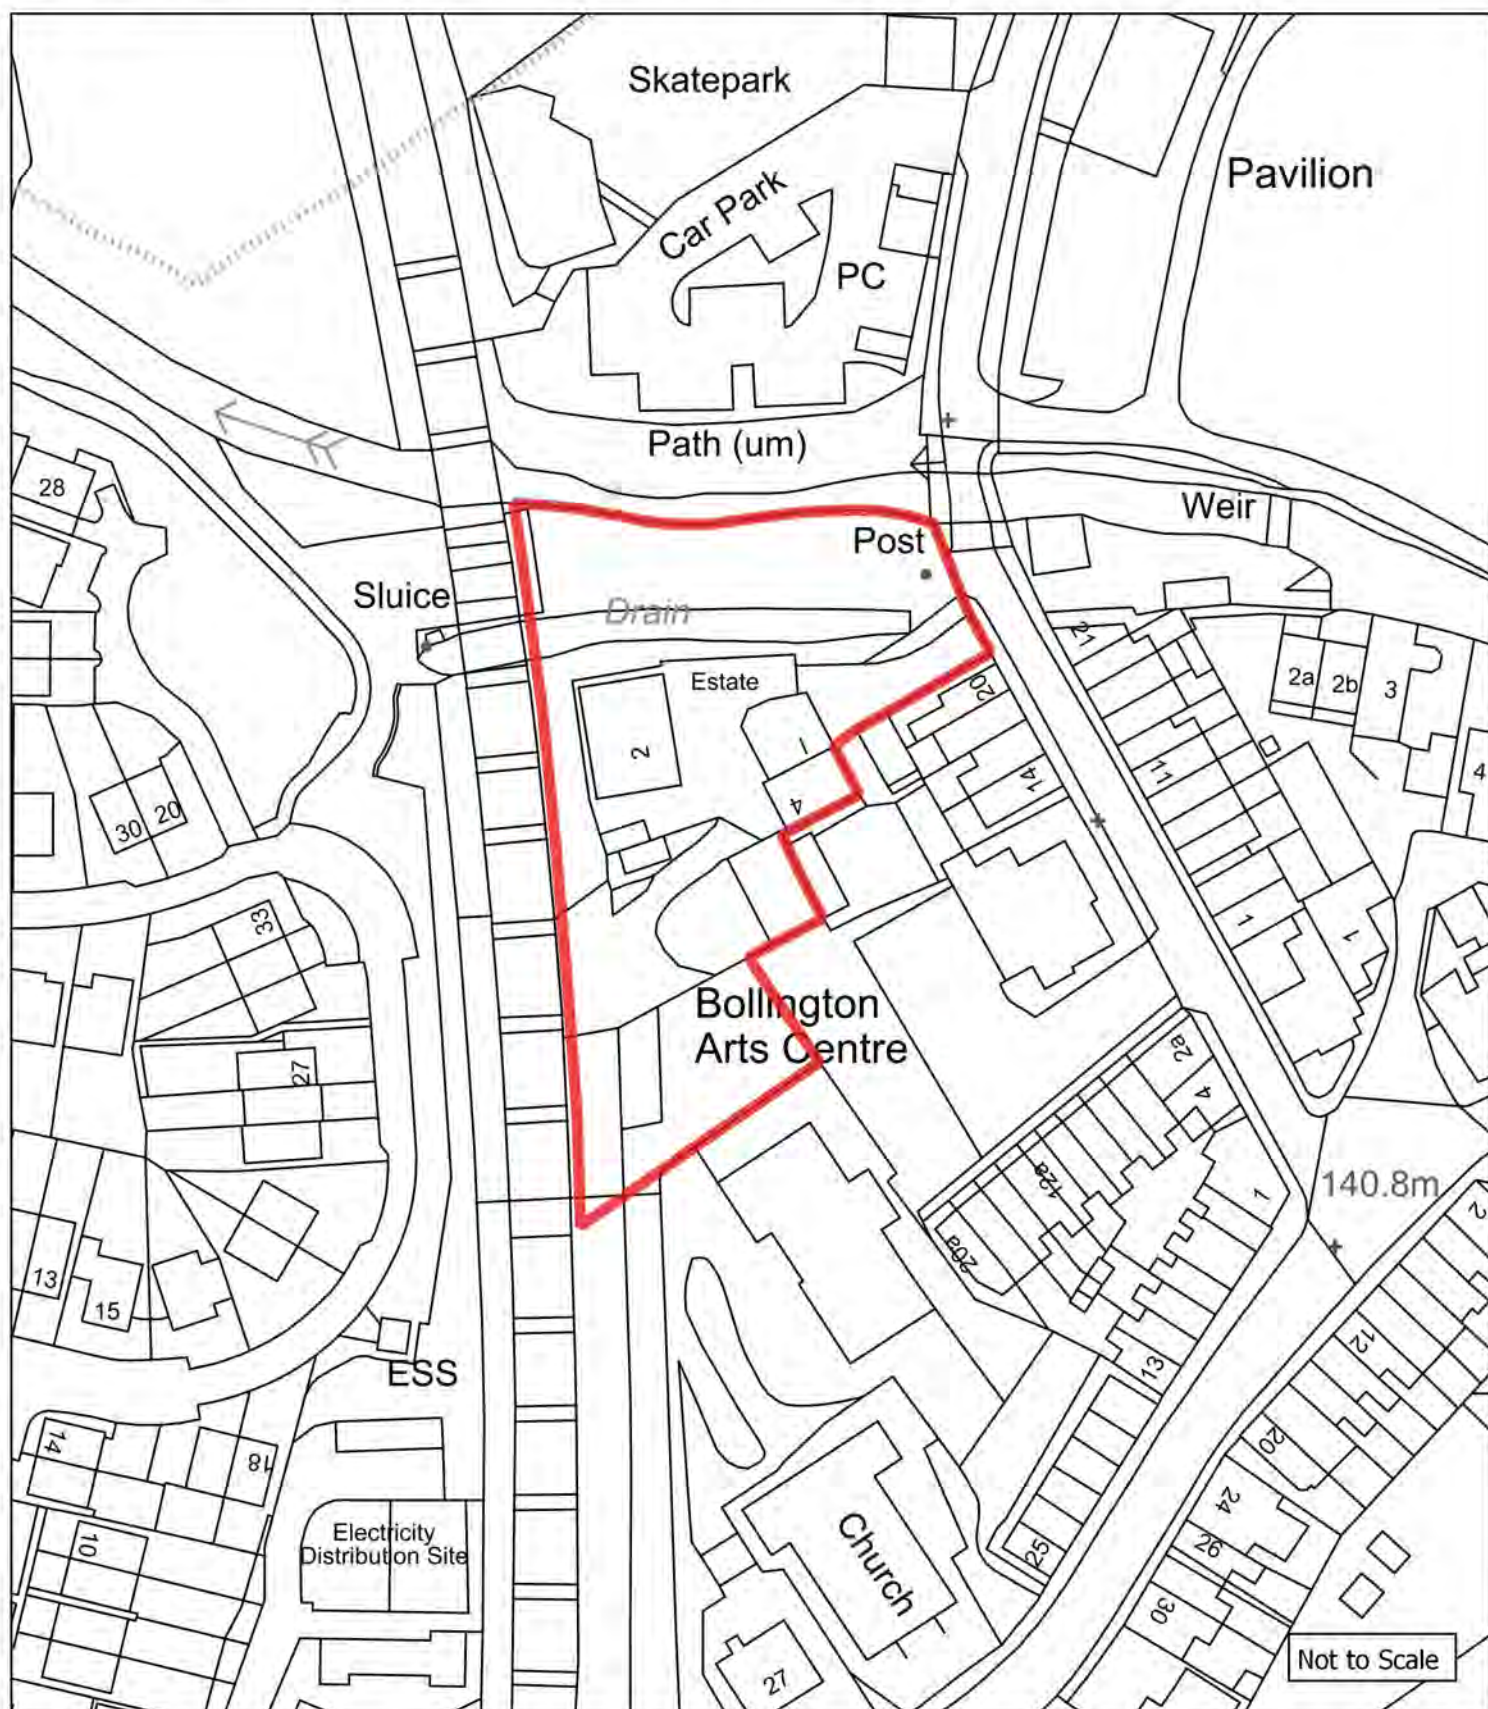 Skatepark
Pavilion
Car Park
PC
Path (um)
28
Weir
Post
Sluice
Drain
21
Estate
20
2a
2b
3
2
1
11
14
4
4
30
20
33
1
1
Bollington
Arts Centre
2a
27
4
12a
1
140.8m
2
20a
13
15
12
13
ESS
14
18
20
24
Electricity
Distribution Site
10
Church
25
26
30
27
Not to Scale